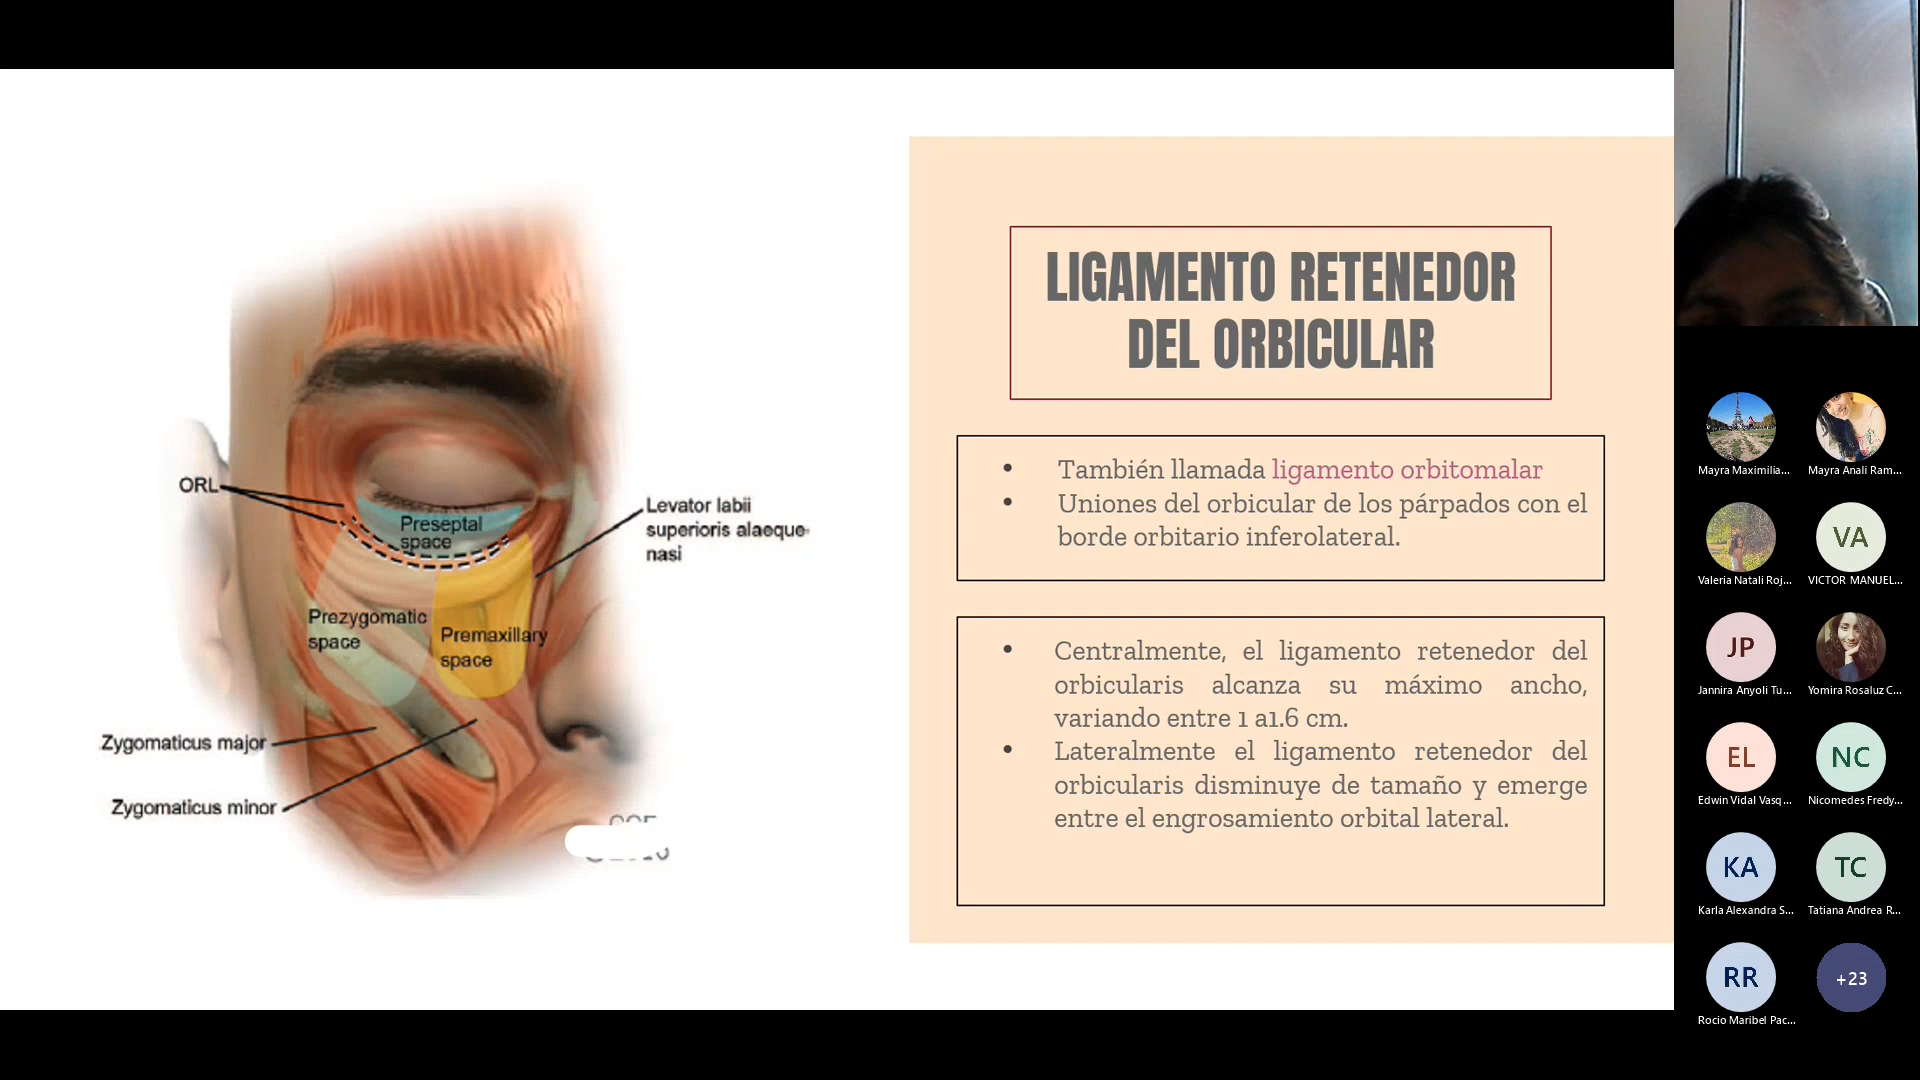 ORL
Preseptal
space
Levator labii
superioris alaeque
nasi
Prezygomatic
space
Premaxillary
space
Zygomaticus major
Zygomaticus minor
LIGAMENTO RETENEDOR
DEL ORBICULAR
• También llamada ligamento orbitomalar
• Uniones del orbicular de los párpados con el
borde orbitario inferolateral.
• Centralmente, el ligamento retenedor del
orbicularis alcanza su máximo ancho,
variando entre 1 a1.6 cm.
• Lateralmente el ligamento retenedor del
orbicularis disminuye de tamaño y emerge
entre el engrosamiento orbital lateral.
Mayra Maximilia...
Mayra Anali Ram...
Valeria Natali Roj...
VA
VICTOR MANUEL...
JP
Jannira Anyoli Tu...
Yomira Rosaluz C...
EL
Edwin Vidal Vasq...
NC
Nicomedes Fredy...
KA
Karla Alexandra S...
TC
Tatiana Andrea R...
RR
Rocio Maribel Pac...
+23